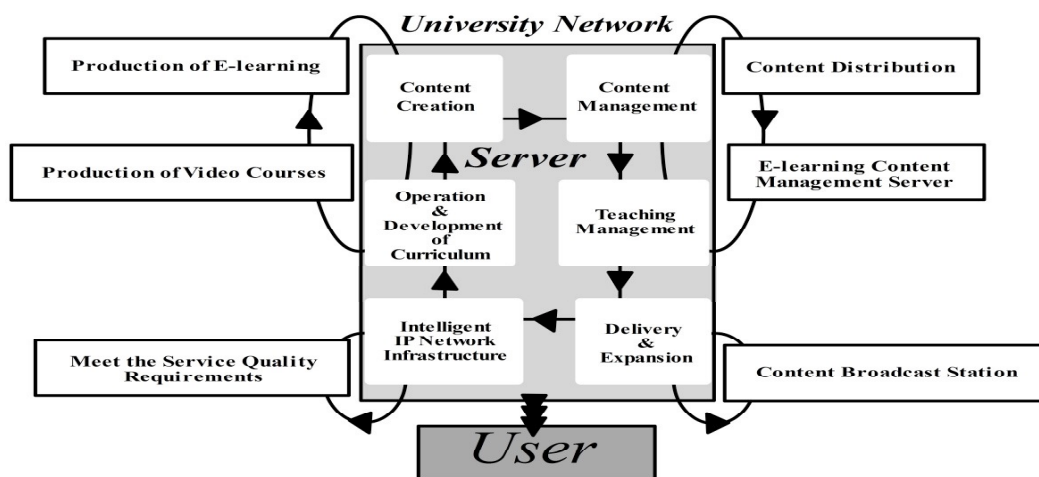 University Network
Production of E-learning
Content
Creation
Content
Management
Content Distribution
Server
Production of Video Courses
Operation
&
Development
of
Curriculum
Teaching
Management
E-learning Content
Management Server
Meet the Service Quality
Requirements
Intelligent
IP Network
Infrastructure
Delivery
&
Expansion
Content Broadcast Station
User